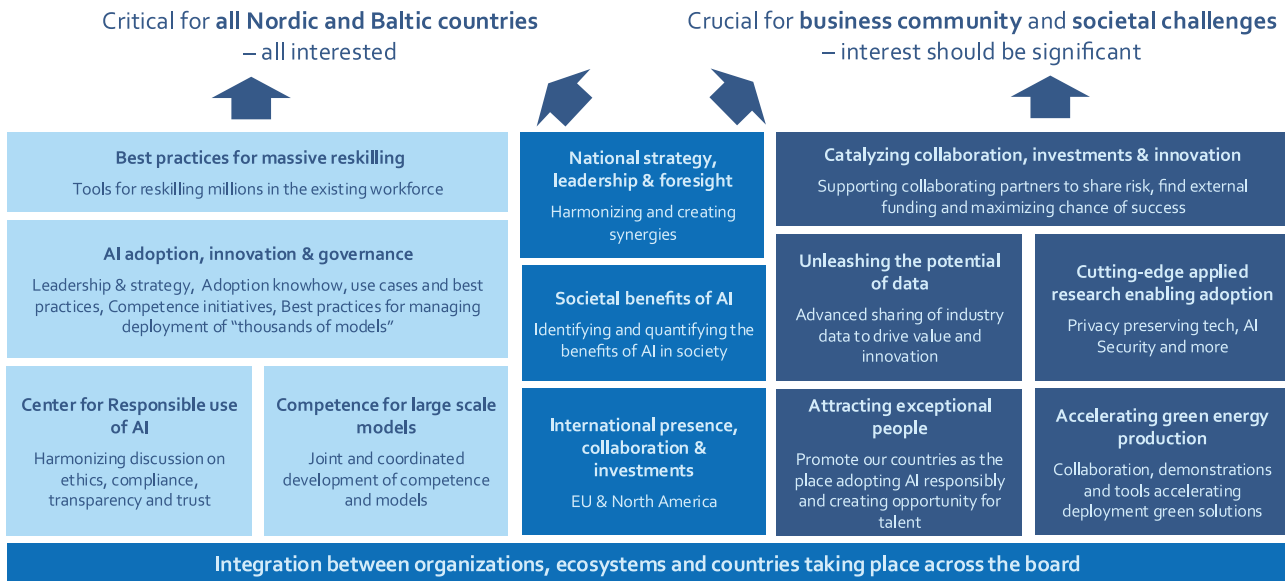 Critical for all Nordic and Baltic countries
– all interested
Crucial for business community and societal challenges
– interest should be significant
Best practices for massive reskilling
Tools for reskilling millions in the existing workforce
AI adoption, innovation & governance
Leadership & strategy, Adoption knowhow, use cases and best
practices, Competence initiatives, Best practices for managing
deployment of “thousands of models”
Center for Responsible use
of AI
Harmonizing discussion on
ethics, compliance,
transparency and trust
Competence for large scale
models
Joint and coordinated
development of competence
and models
National strategy,
leadership & foresight
Harmonizing and creating
synergies
Societal benefits of AI
Identifying and quantifying the
benefits of AI in society
International presence,
collaboration &
investments
EU & North America
Catalyzing collaboration, investments & innovation
Supporting collaborating partners to share risk, find external
funding and maximizing chance of success
Unleashing the potential
of data
Advanced sharing of industry
data to drive value and
innovation
Cutting-edge applied
research enabling adoption
Privacy preserving tech, AI
Security and more
Attracting exceptional
people
Promote our countries as the
place adopting AI responsibly
and creating opportunity for
talent
Accelerating green energy
production
Collaboration, demonstrations
and tools accelerating
deployment green solutions
Integration between organizations, ecosystems and countries taking place across the board